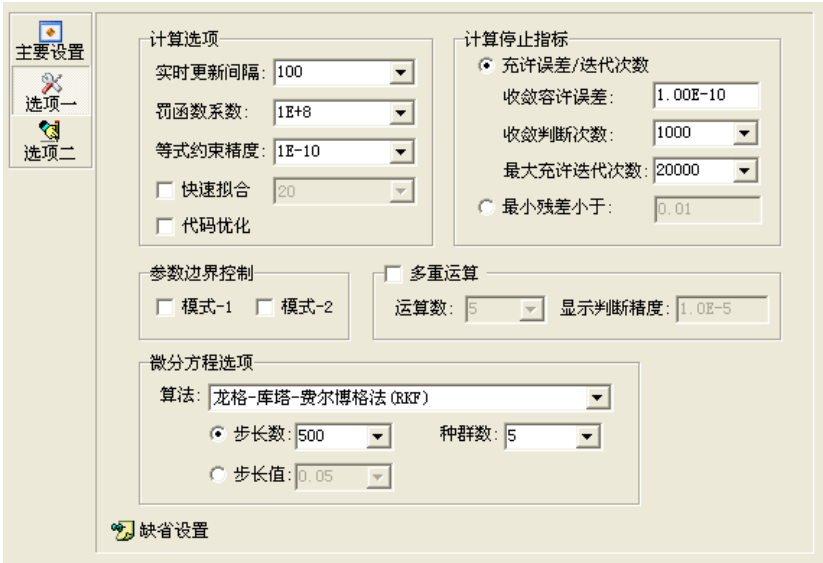 主要设置
选项一
选项二
计算选项
实时更新间隔: 100
罚函数系数: 1E+8
等式约束精度: 1E-10
快速拟合 20
代码优化
计算停止指标
充许误差/迭代次数
收敛容许误差: 1.00E-10
收敛判断次数: 1000
最大充许迭代次数: 20000
最小残差小于: 0.01
参数边界控制
模式-1 模式-2
多重运算
运算数: 5 显示判断精度: 1.0E-5
微分方程选项
算法: 龙格-库塔-费尔博格法(RKF)
步长数: 500 种群数: 5
步长值: 0.05
缺省设置